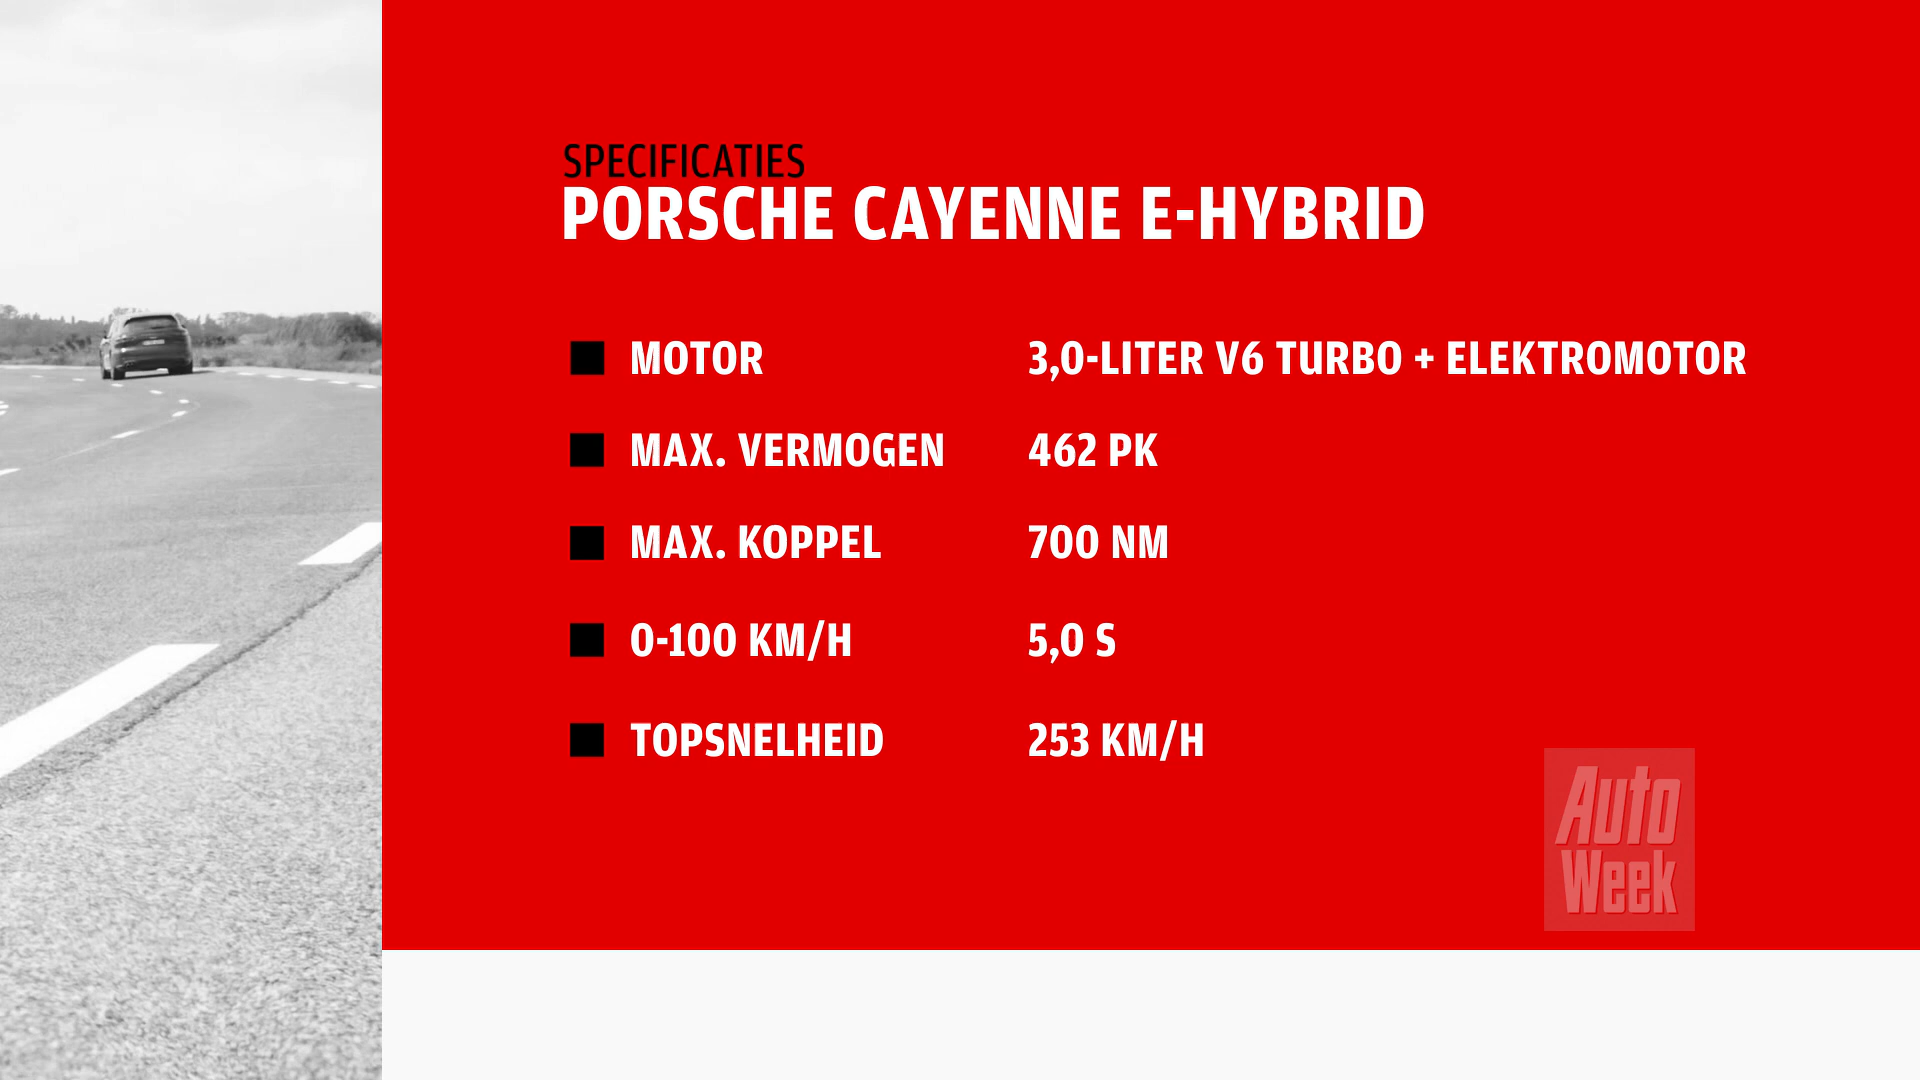 SPECIFICATIES
PORSCHE CAYENNE E-HYBRID
MOTOR 3,0-LITER V6 TURBO + ELEKTROMOTOR
MAX. VERMOGEN 462 PK
MAX. KOPPEL 700 NM
0-100 KM/H 5,0 S
TOPSNELHEID 253 KM/H
Auto
Week